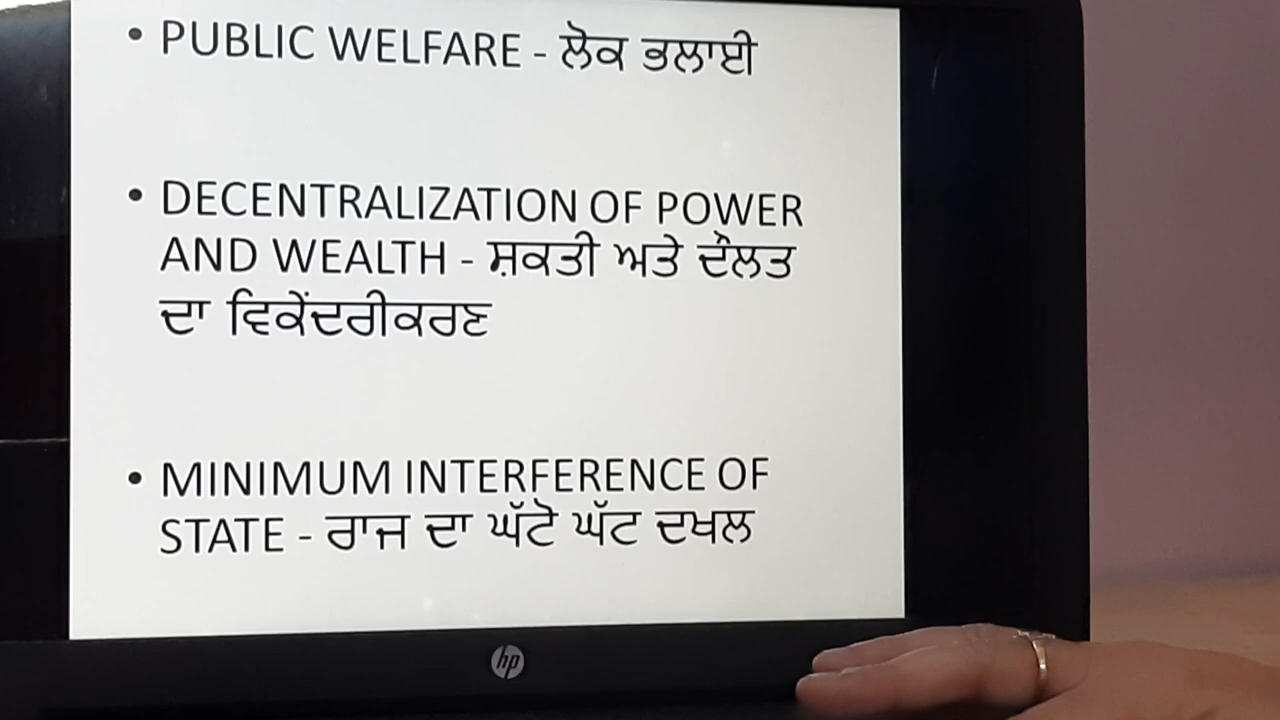 • PUBLIC WELFARE - ਲੋਕ ਭਲਾਈ
• DECENTRALIZATION OF POWER
AND WEALTH - ਸ਼ਕਤੀ ਅਤੇ ਦੌਲਤ
ਦਾ ਵਿਕੇਂਦਰੀਕਰਣ
• MINIMUM INTERFERENCE OF
STATE - ਰਾਜ ਦਾ ਘੱਟੋ ਘੱਟ ਦਖਲ
hp